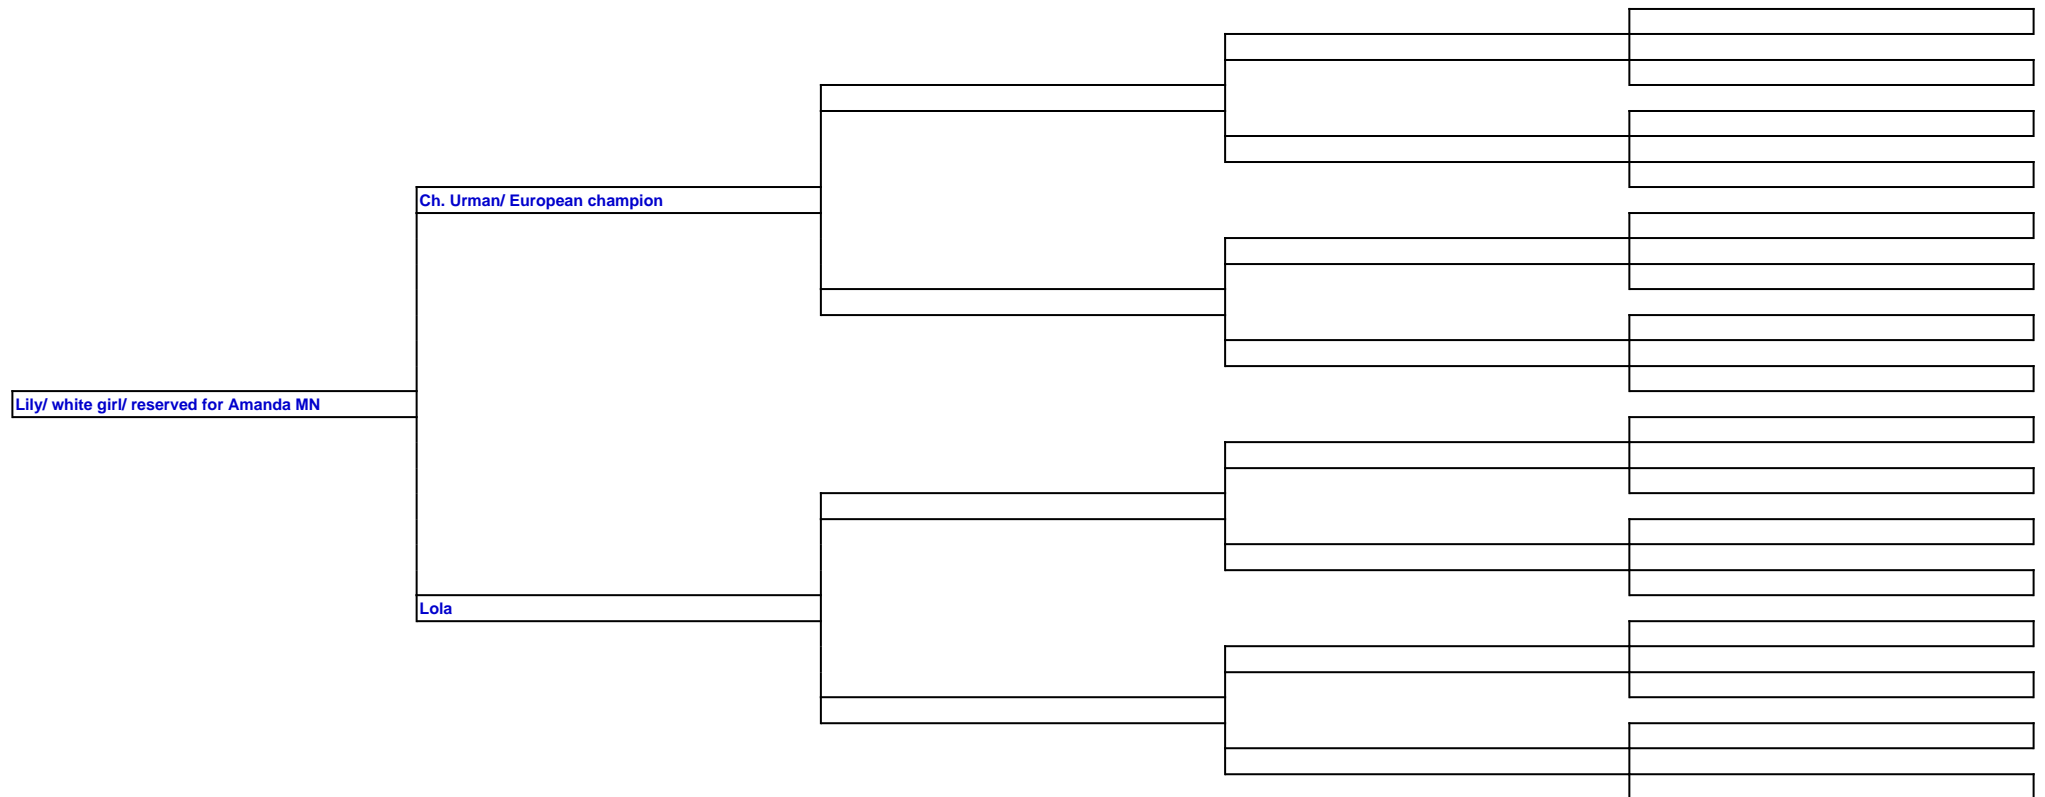 Ch. Urman/ European champion
Lily/ white girl/ reserved for Amanda MN
Lola